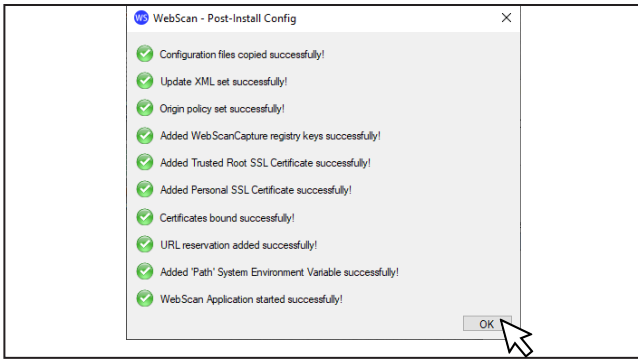 WS WebScan - Post-Install Config
Configuration files copied successfully!
Update XML set successfully!
Origin policy set successfully!
Added WebScanCapture registry keys successfully!
Added Trusted Root SSL Certificate successfully!
Added Personal SSL Certificate successfully!
Certificates bound successfully!
URL reservation added successfully!
Added 'Path' System Environment Variable successfully!
WebScan Application started successfully!
OK